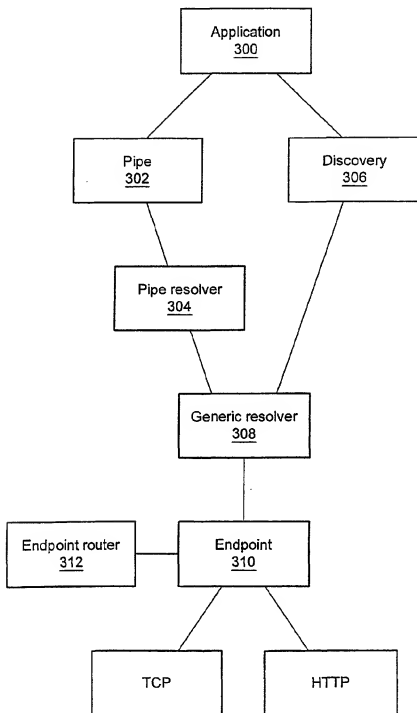 Application
300
Pipe
302
Discovery
306
Pipe resolver
304
Generic resolver
308
Endpoint router
312
Endpoint
310
TCP
HTTP